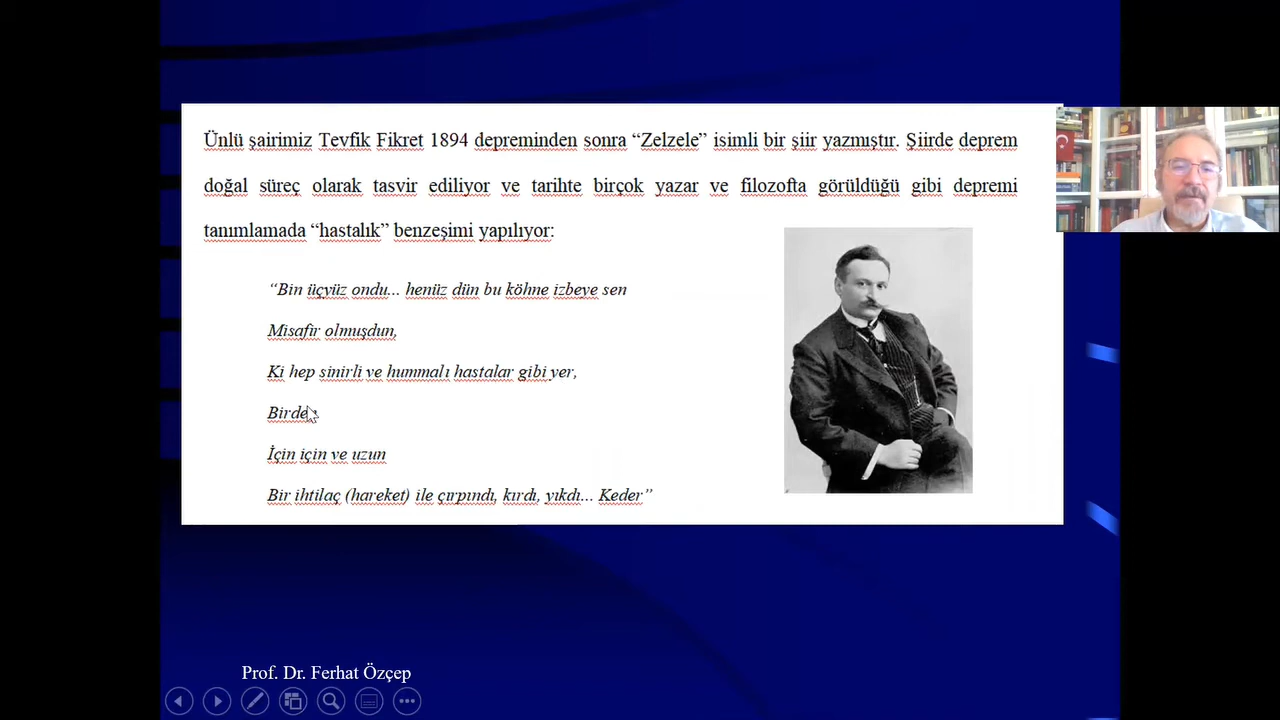 Ünlü şairimiz Tevfik Fikret 1894 depreminden sonra “Zelzele” isimli bir şiir yazmıştır. Şiirde deprem
doğal süreç olarak tasvir ediliyor ve tarihte birçok yazar ve filozofta görüldüğü gibi depremi
tanımlamada “hastalık” benzeşimi yapılıyor:
“Bin üçyüz ondu... henüz dün bu kölme izbeye sen
Misafir olmuşdun,
Ki hep sinirli ve hummalı hastalar gibi yer,
İçin için ve uzun
Bir ihtilaç (hareket) ile çırpındı, kırdı, yıkdı... Keder”
Prof. Dr. Ferhat Özçep